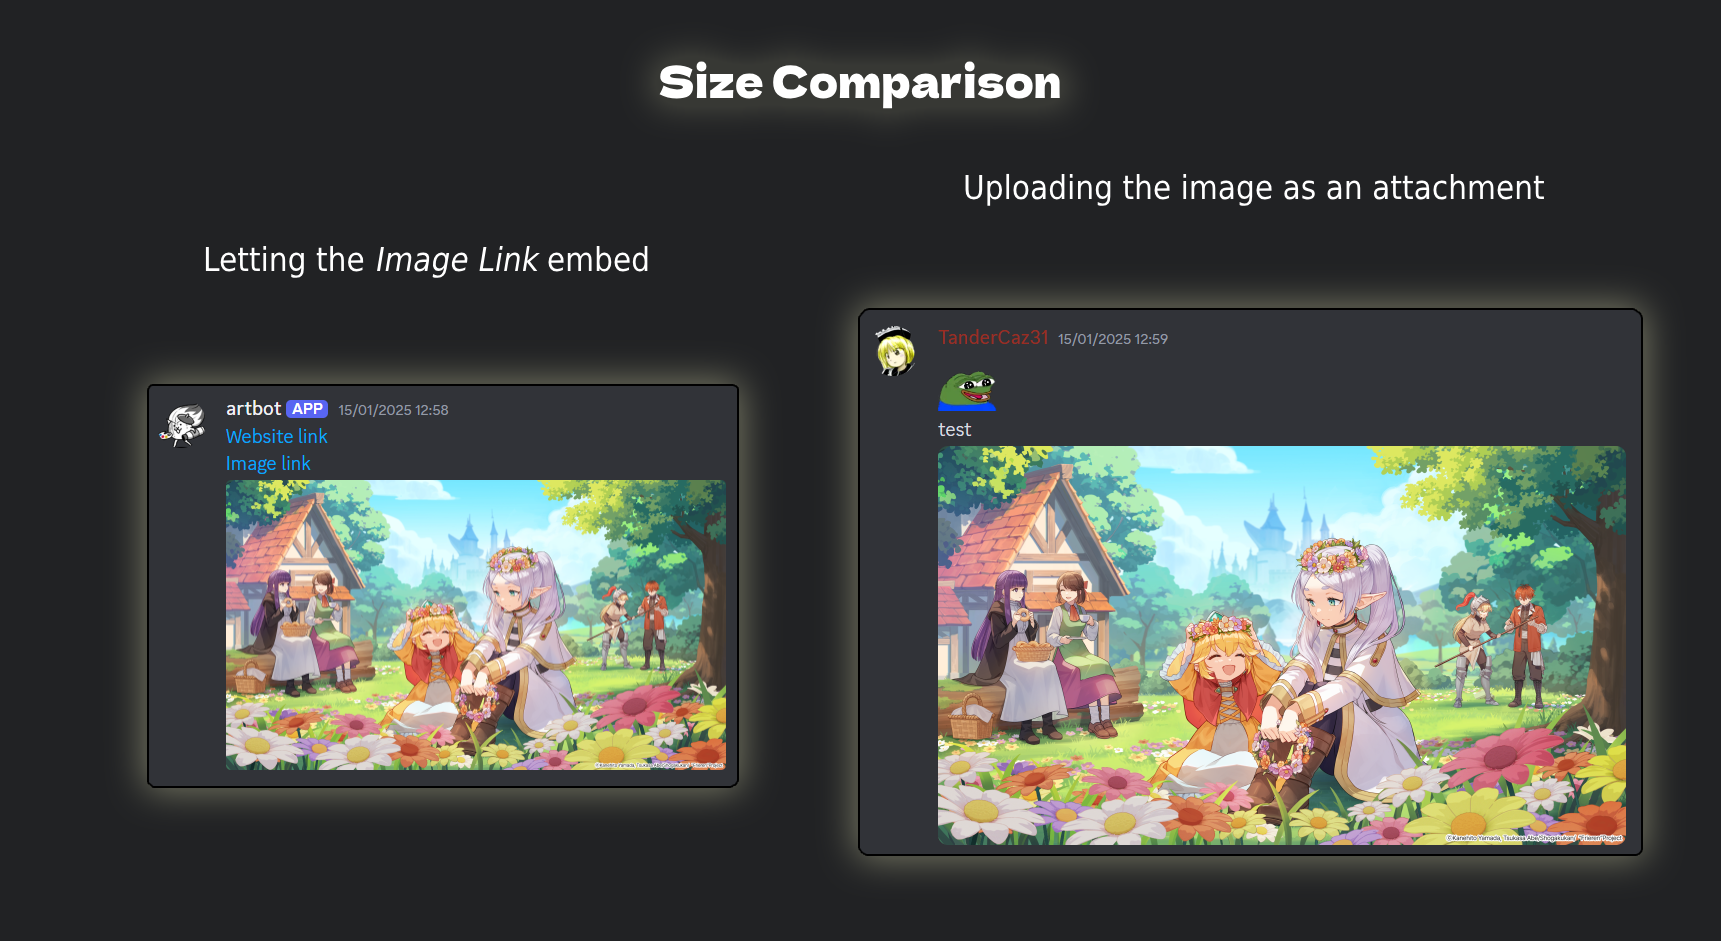 Size Comparison
Letting the Image Link embed
artbot APP 15/01/2025 12:58
Website link
Image link
Uploading the image as an attachment
TanderCaz31 15/01/2025 12:59
test
©Kanehito Yamada, Tsukasa Abe/Shogakukan/ "Frieren"Project